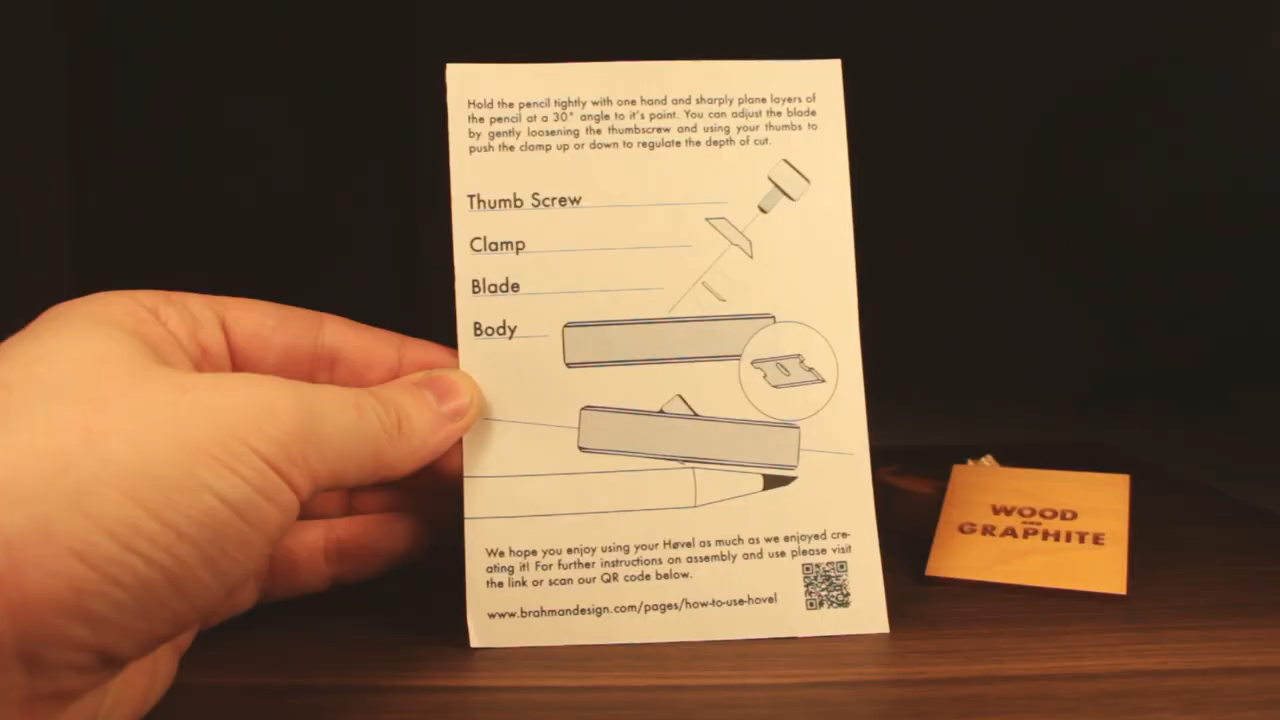 Hold the pencil tightly with one hand and sharply plane layers of
the pencil at a 30° angle to it's point. You can adjust the blade
by gently loosening the thumbscrew and using your thumbs to
push the clamp up or down to regulate the depth of cut.
Thumb Screw
Clamp
Blade
Body
We hope you enjoy using your Høvel as much as we enjoyed cre-
ating it! For further instructions on assembly and use please visit
the link or scan our QR code below.
www.brahmandesign.com/pages/how-to-use-hovel
WOOD
AND
GRAPHITE